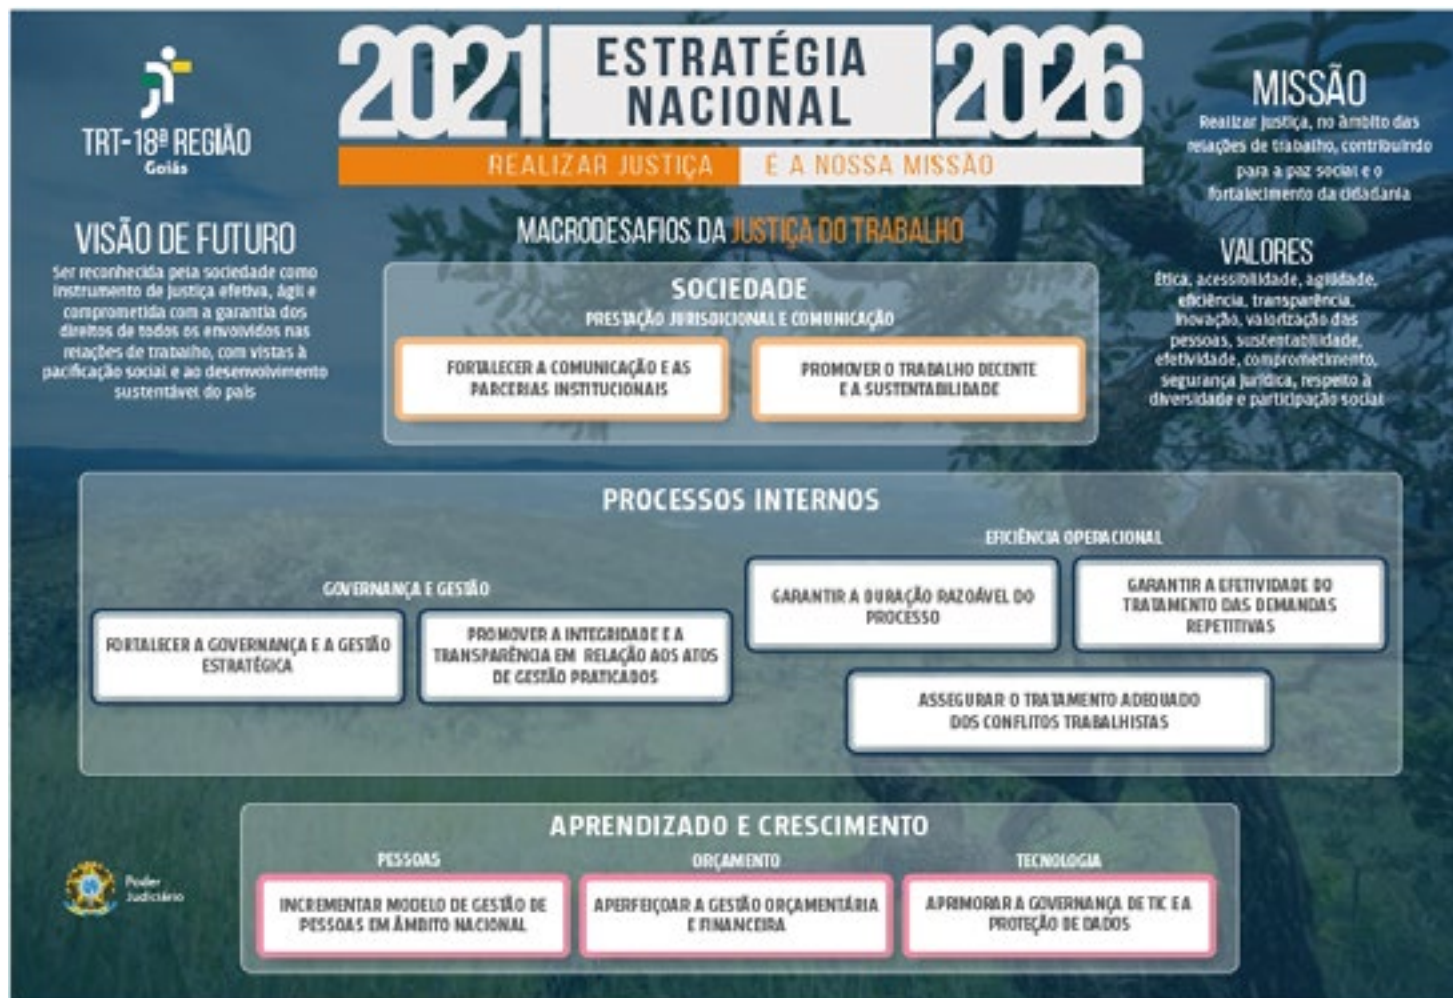 TRT-18ª REGIÃO
Goiás
2021 ESTRATÉGIA NACIONAL 2026
REALIZAR JUSTIÇA É A NOSSA MISSÃO
MISSÃO
Realizar justiça, no âmbito das
relações de trabalho, contribuindo
para a paz social e o
fortalecimento da cidadania
VISÃO DE FUTURO
Ser reconhecida pela sociedade como
instrumento de justiça efetiva, ágil e
comprometida com a garantia dos
direitos de todos os envolvidos nas
relações de trabalho, com vistas à
pacificação social e ao desenvolvimento
sustentável do país
VALORES
Ética, acessibilidade, agilidade,
eficiência, transparência,
inovação, valorização das
pessoas, sustentabilidade,
efetividade, comprometimento,
segurança jurídica, respeito à
diversidade e participação social
MACRODESAFIOS DA JUSTIÇA DO TRABALHO
SOCIEDADE
PRESTAÇÃO JURISDICIONAL E COMUNICAÇÃO
FORTALECER A COMUNICAÇÃO E AS
PARCERIAS INSTITUCIONAIS
PROMOVER O TRABALHO DECENTE
E A SUSTENTABILIDADE
PROCESSOS INTERNOS
GOVERNANÇA E GESTÃO
FORTALECER A GOVERNANÇA E A GESTÃO
ESTRATÉGICA
PROMOVER A INTEGRIDADE E A
TRANSPARÊNCIA EM RELAÇÃO AOS ATOS
DE GESTÃO PRATICADOS
EFICIÊNCIA OPERACIONAL
GARANTIR A DURAÇÃO RAZOÁVEL DO
PROCESSO
GARANTIR A EFETIVIDADE DO
TRATAMENTO DAS DEMANDAS
REPETITIVAS
ASSEGURAR O TRATAMENTO ADEQUADO
DOS CONFLITOS TRABALHISTAS
APRENDIZADO E CRESCIMENTO
PESSOAS
INCREMENTAR MODELO DE GESTÃO DE
PESSOAS EM ÂMBITO NACIONAL
ORÇAMENTO
APERFEIÇOAR A GESTÃO ORÇAMENTÁRIA
E FINANCEIRA
TECNOLOGIA
APRIMORAR A GOVERNANÇA DE TIC E A
PROTEÇÃO DE DADOS
Poder
Judiciário